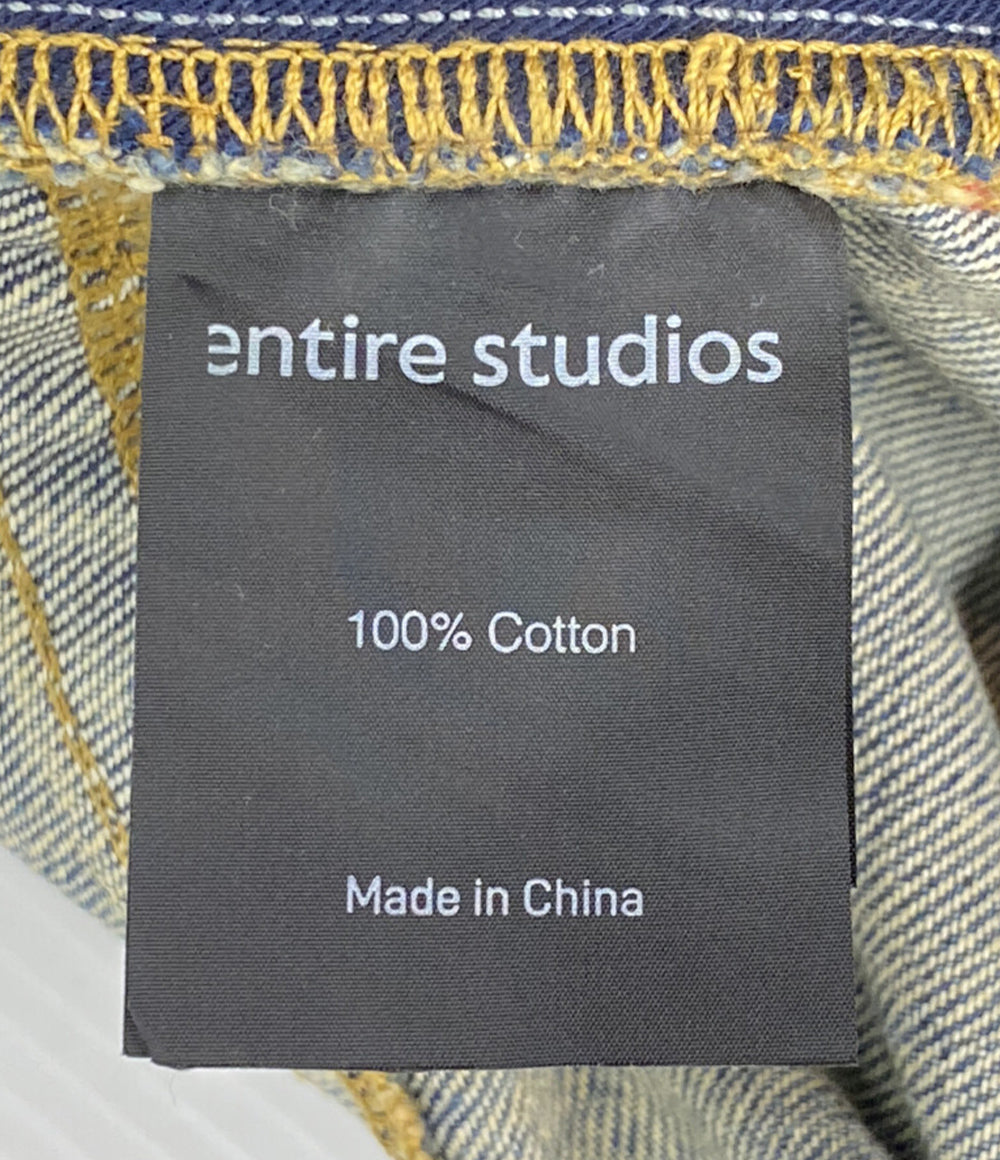 entire studios
100% Cotton
Made in China